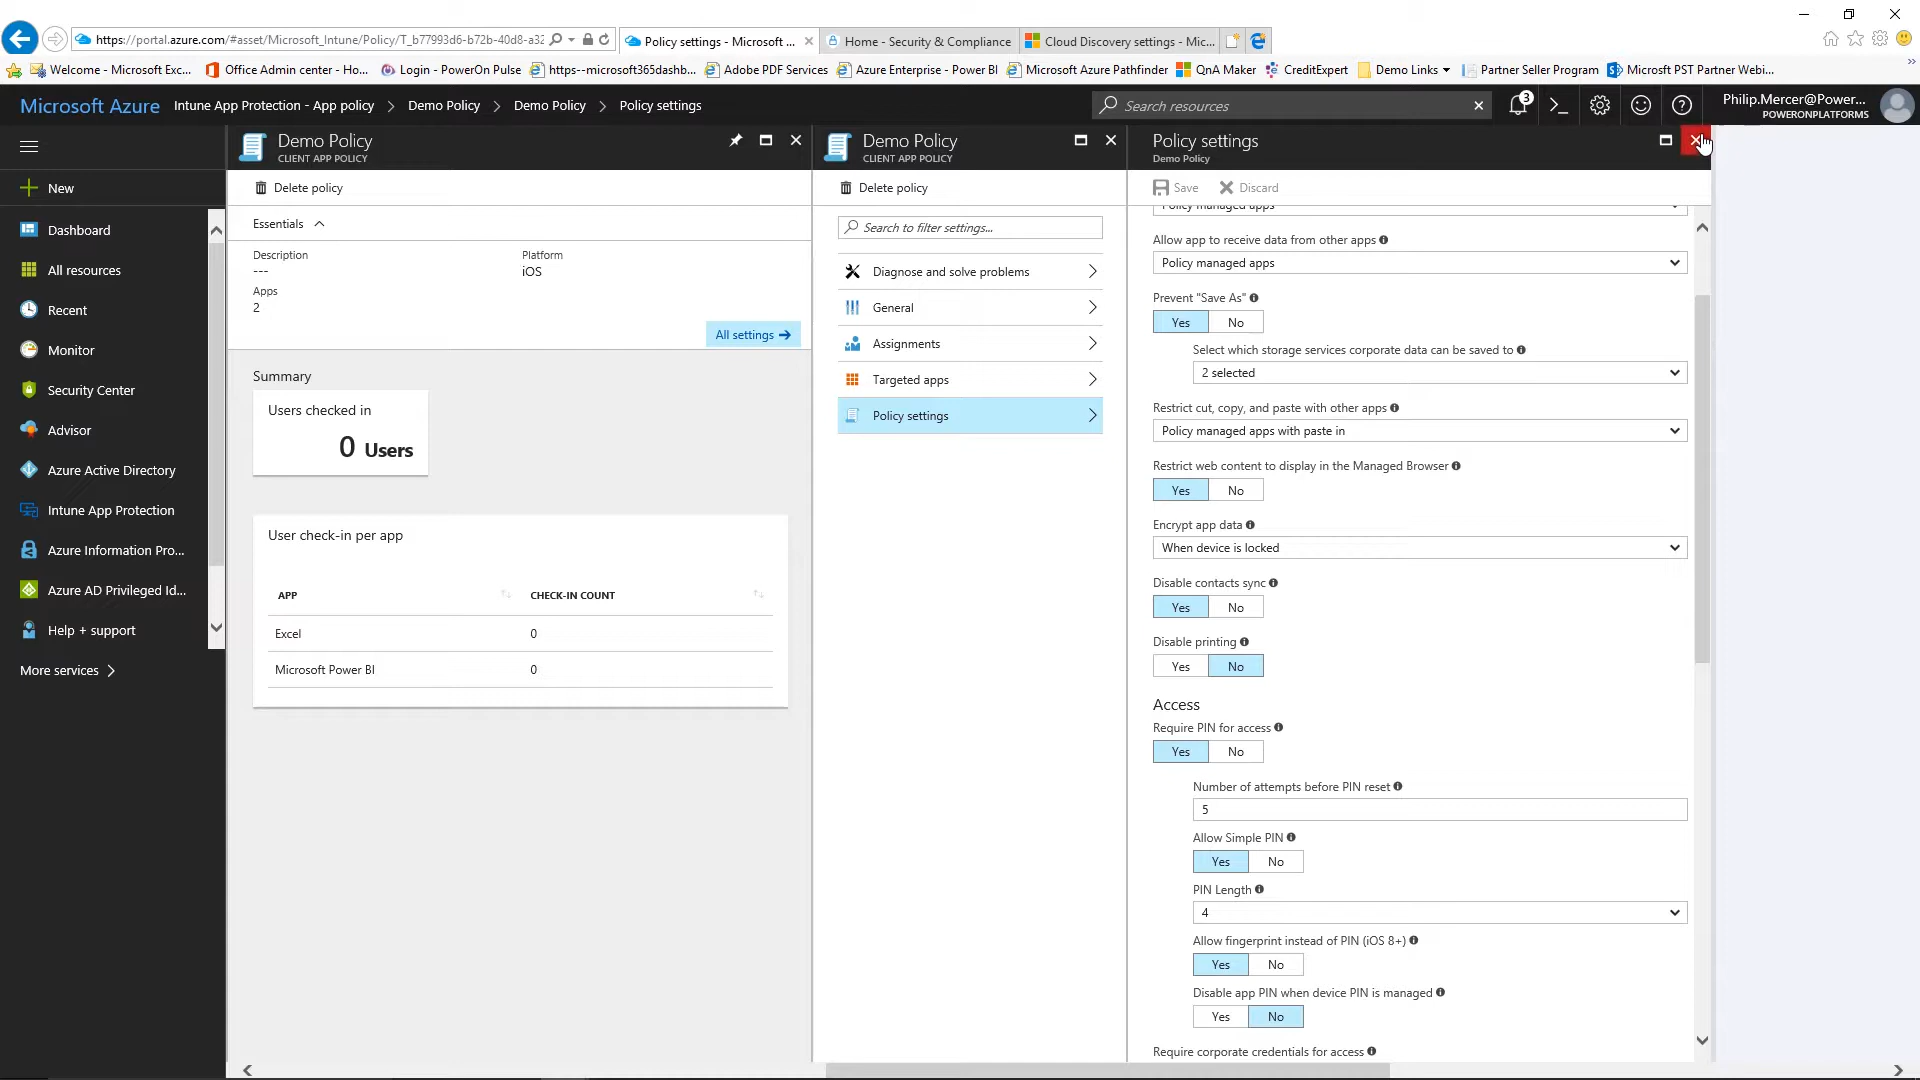 https://portal.azure.com/#asset/Microsoft_Intune/Policy/T_b77993d6-b72b-40d8-a32
Policy settings - Microsoft ...
Home - Security & Compliance
Cloud Discovery settings - Mic...
Welcome - Microsoft Exc...
Office Admin center - Ho...
Login - PowerOn Pulse
https--microsoft365dashb...
Adobe PDF Services
Azure Enterprise - Power BI
Microsoft Azure Pathfinder
QnA Maker
CreditExpert
Demo Links
Partner Seller Program
Microsft PST Partner Webi...
Microsoft Azure
Intune App Protection - App policy
Demo Policy
Demo Policy
Policy settings
Search resources
3
Philip.Mercer@Power...
POWERONPLATFORMS
New
Dashboard
All resources
Recent
Monitor
Security Center
Advisor
Azure Active Directory
Intune App Protection
Azure Information Pro...
Azure AD Privileged Id...
Help + support
More services
Demo Policy
CLIENT APP POLICY
Delete policy
Essentials
Description
---
Platform
iOS
Apps
2
All settings
Summary
Users checked in
0 Users
User check-in per app
APP
CHECK-IN COUNT
Excel
0
Microsoft Power BI
0
Demo Policy
CLIENT APP POLICY
Delete policy
Search to filter settings...
Diagnose and solve problems
General
Assignments
Targeted apps
Policy settings
Policy settings
Demo Policy
Save
Discard
Policy managed apps
Allow app to receive data from other apps
Policy managed apps
Prevent "Save As"
Yes
No
Select which storage services corporate data can be saved to
2 selected
Restrict cut, copy, and paste with other apps
Policy managed apps with paste in
Restrict web content to display in the Managed Browser
Yes
No
Encrypt app data
When device is locked
Disable contacts sync
Yes
No
Disable printing
Yes
No
Access
Require PIN for access
Yes
No
Number of attempts before PIN reset
5
Allow Simple PIN
Yes
No
PIN Length
4
Allow fingerprint instead of PIN (iOS 8+)
Yes
No
Disable app PIN when device PIN is managed
Yes
No
Require corporate credentials for access